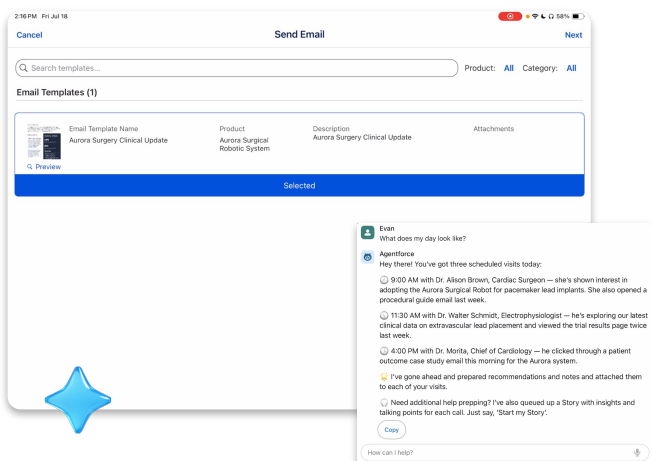 2:16 PM Fri Jul 18
58%
Cancel
Send Email
Next
Search templates...
Product: All Category: All
Email Templates (1)
Email Template Name
Aurora Surgery Clinical Update
Product
Aurora Surgical
Robotic System
Description
Aurora Surgery Clinical Update
Attachments
Preview
Selected
Evan
What does my day look like?
Agentforce
Hey there! You've got three scheduled visits today:
9:00 AM with Dr. Alison Brown, Cardiac Surgeon — she's shown interest in
adopting the Aurora Surgical Robot for pacemaker lead implants. She also opened a
procedural guide email last week.
11:30 AM with Dr. Walter Schmidt, Electrophysiologist — he's exploring our latest
clinical data on extravascular lead placement and viewed the trial results page twice
last week.
4:00 PM with Dr. Morita, Chief of Cardiology — he clicked through a patient
outcome case study email this morning for the Aurora system.
I've gone ahead and prepared recommendations and notes and attached them
to each of your visits.
Need additional help prepping? I've also queued up a Story with insights and
talking points for each call. Just say, 'Start my Story'.
Copy
How can I help?